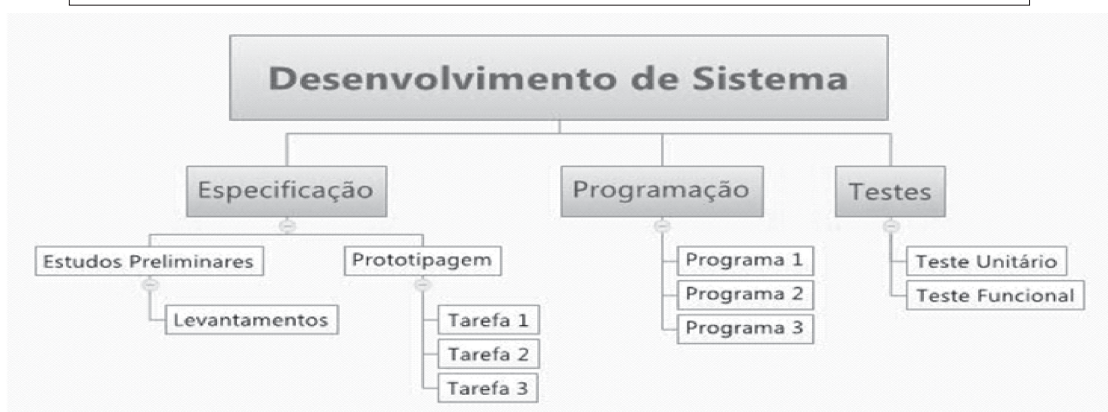 Desenvolvimento de Sistema
Especificação
Programação
Testes
Estudos Preliminares
Prototipagem
Levantamentos
Tarefa 1
Tarefa 2
Tarefa 3
Programa 1
Programa 2
Programa 3
Teste Unitário
Teste Funcional